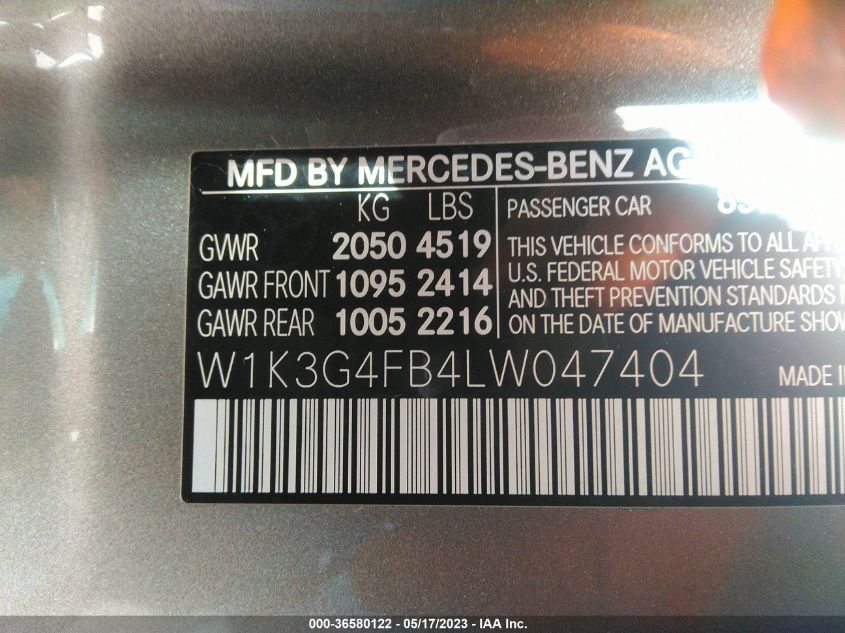 MFD BY MERCEDES-BENZ AG
KG LBS
GVWR 2050 4519
GAWR FRONT 1095 2414
GAWR REAR 1005 2216
PASSENGER CAR
THIS VEHICLE CONFORMS TO ALL
U.S. FEDERAL MOTOR VEHICLE SAFETY
AND THEFT PREVENTION STANDARDS
ON THE DATE OF MANUFACTURE
W1K3G4FB4LW047404 MADE
000-36580122 - 05/17/2023 - IAA Inc.